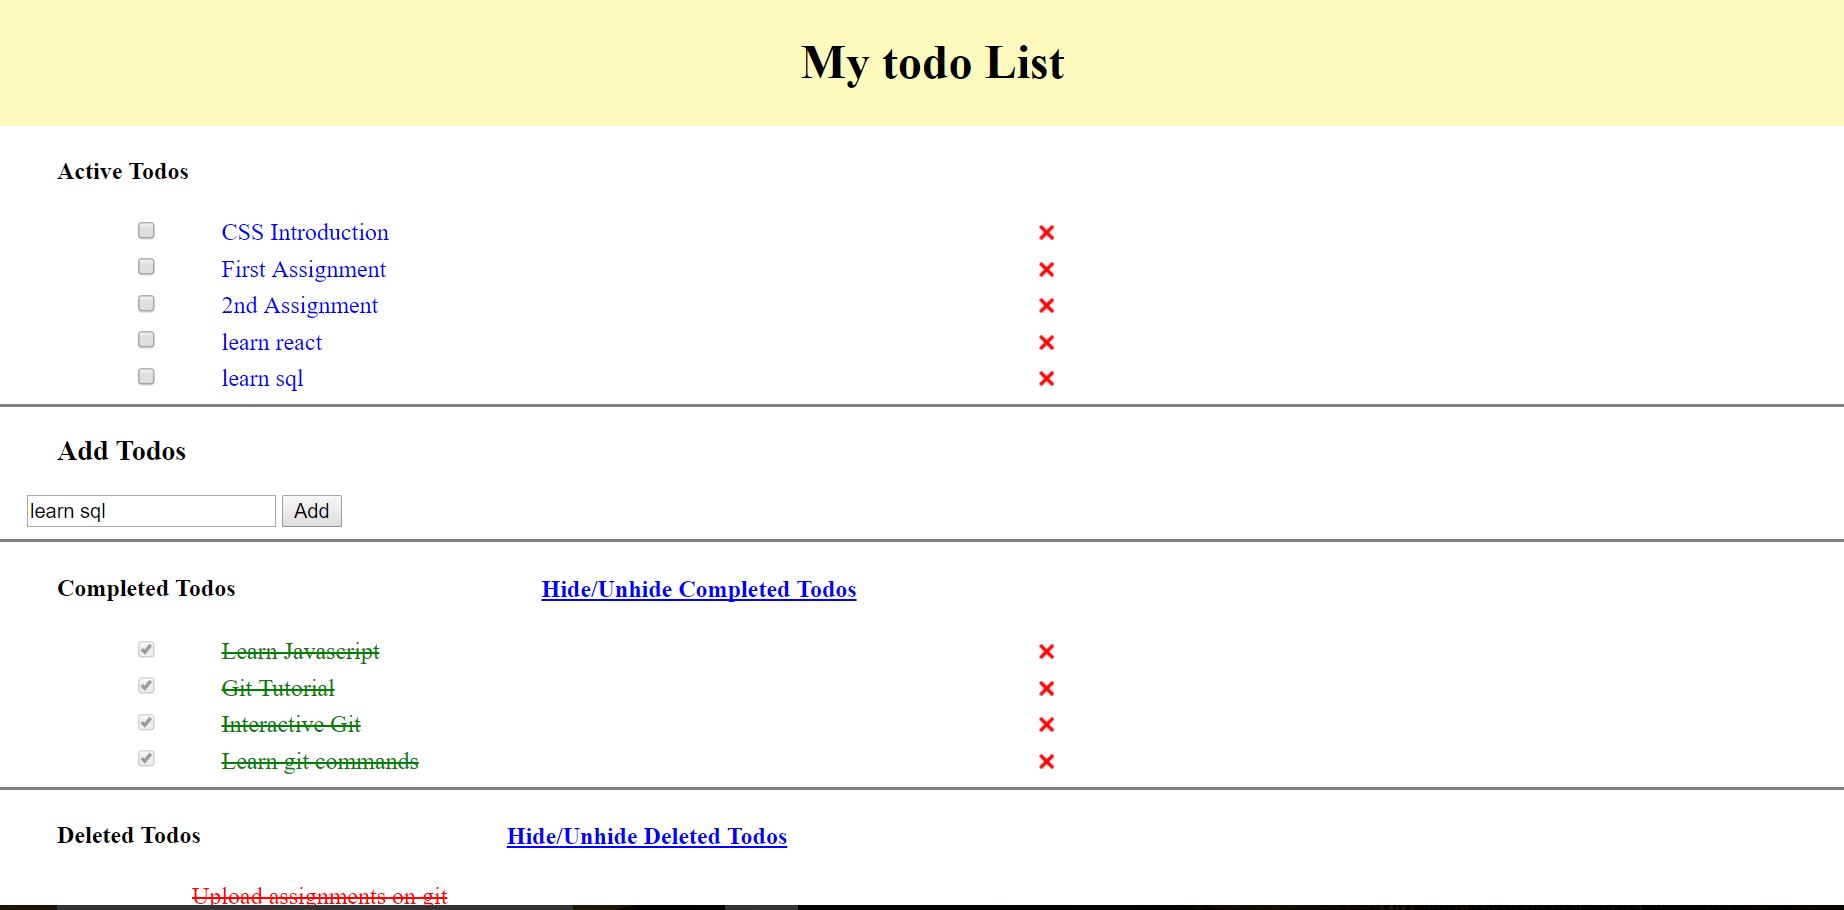 My todo List
Active Todos
CSS Introduction
First Assignment
2nd Assignment
learn react
learn sql
Add Todos
learn sql Add
Completed Todos Hide/Unhide Completed Todos
Learn Javascript
Git Tutorial
Interactive Git
Learn git commands
Deleted Todos Hide/Unhide Deleted Todos
Upload assignments on git